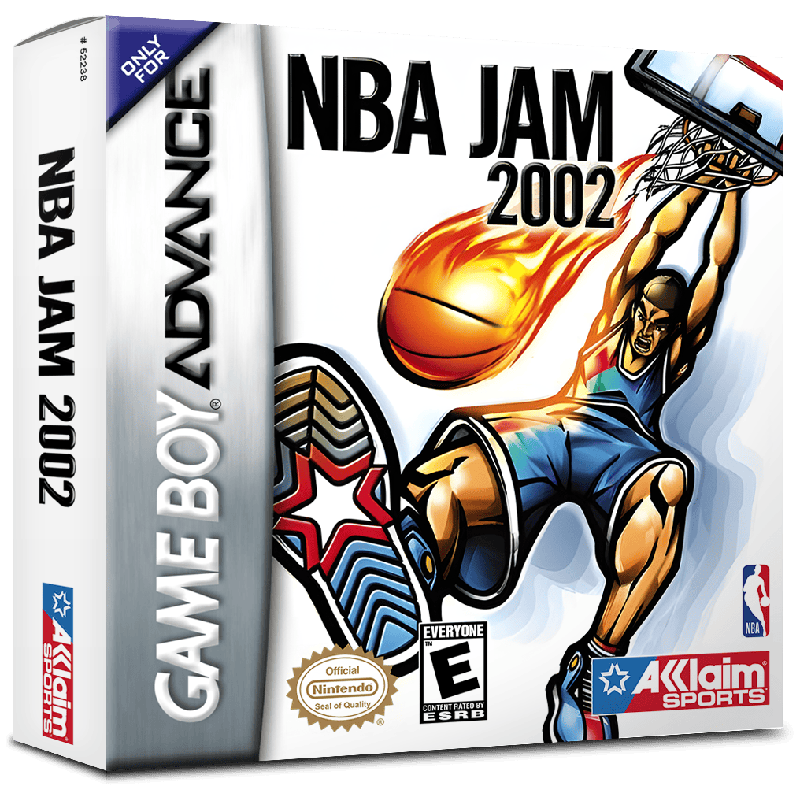 # 52238
NBA JAM 2002
AKklaim
SPORTS
ONLY
FOR
GAME BOY ADVANCE
®
NBA JAM
2002
Official
Nintendo
Seal of Quality
®
EVERYONE
TM
E
CONTENT RATED BY
ESRB
NBA
AKklaim
SPORTS
®